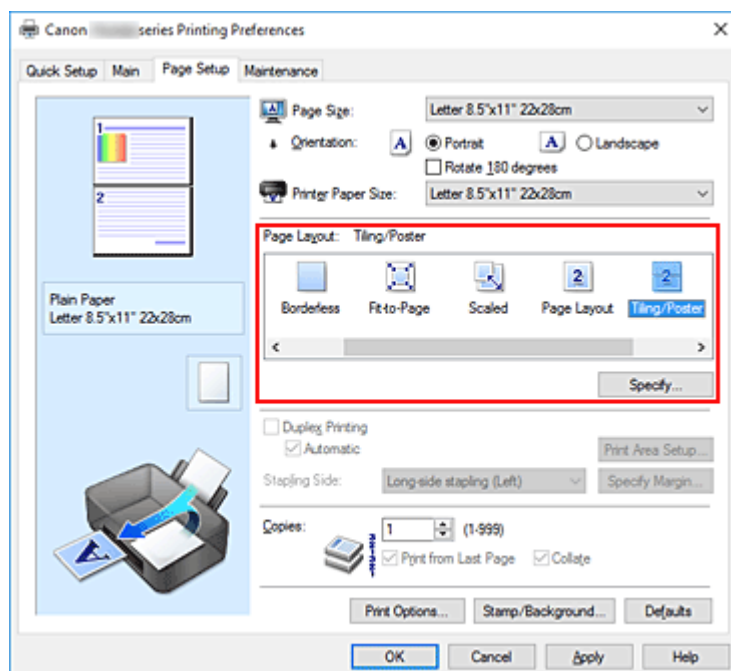 Canon series Printing Preferences
Quick Setup Main Page Setup Maintenance
1
2
Plain Paper
Letter 8.5"x11" 22x28cm
Page Size: Letter 8.5"x11" 22x28cm
Orientation: A Portrait A Landscape
Rotate 180 degrees
Printer Paper Size: Letter 8.5"x11" 22x28cm
Page Layout: Tiling/Poster
2 2
Borderless Fit-to-Page Scaled Page Layout Tiling/Poster
Specify...
Duplex Printing
Automatic Print Area Setup...
Stapling Side: Long-side stapling (Left) Specify Margin...
Copies: 1 (1-999)
Print from Last Page Collate
A
Print Options... Stamp/Background... Defaults
OK Cancel Apply Help